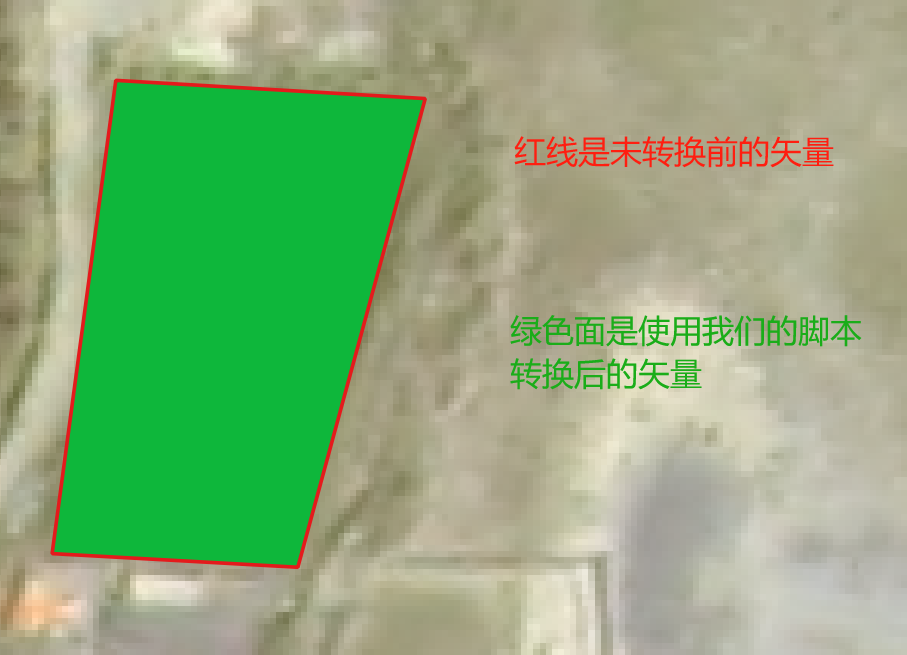 红线是未转换前的矢量
绿色面是使用我们的脚本
转换后的矢量